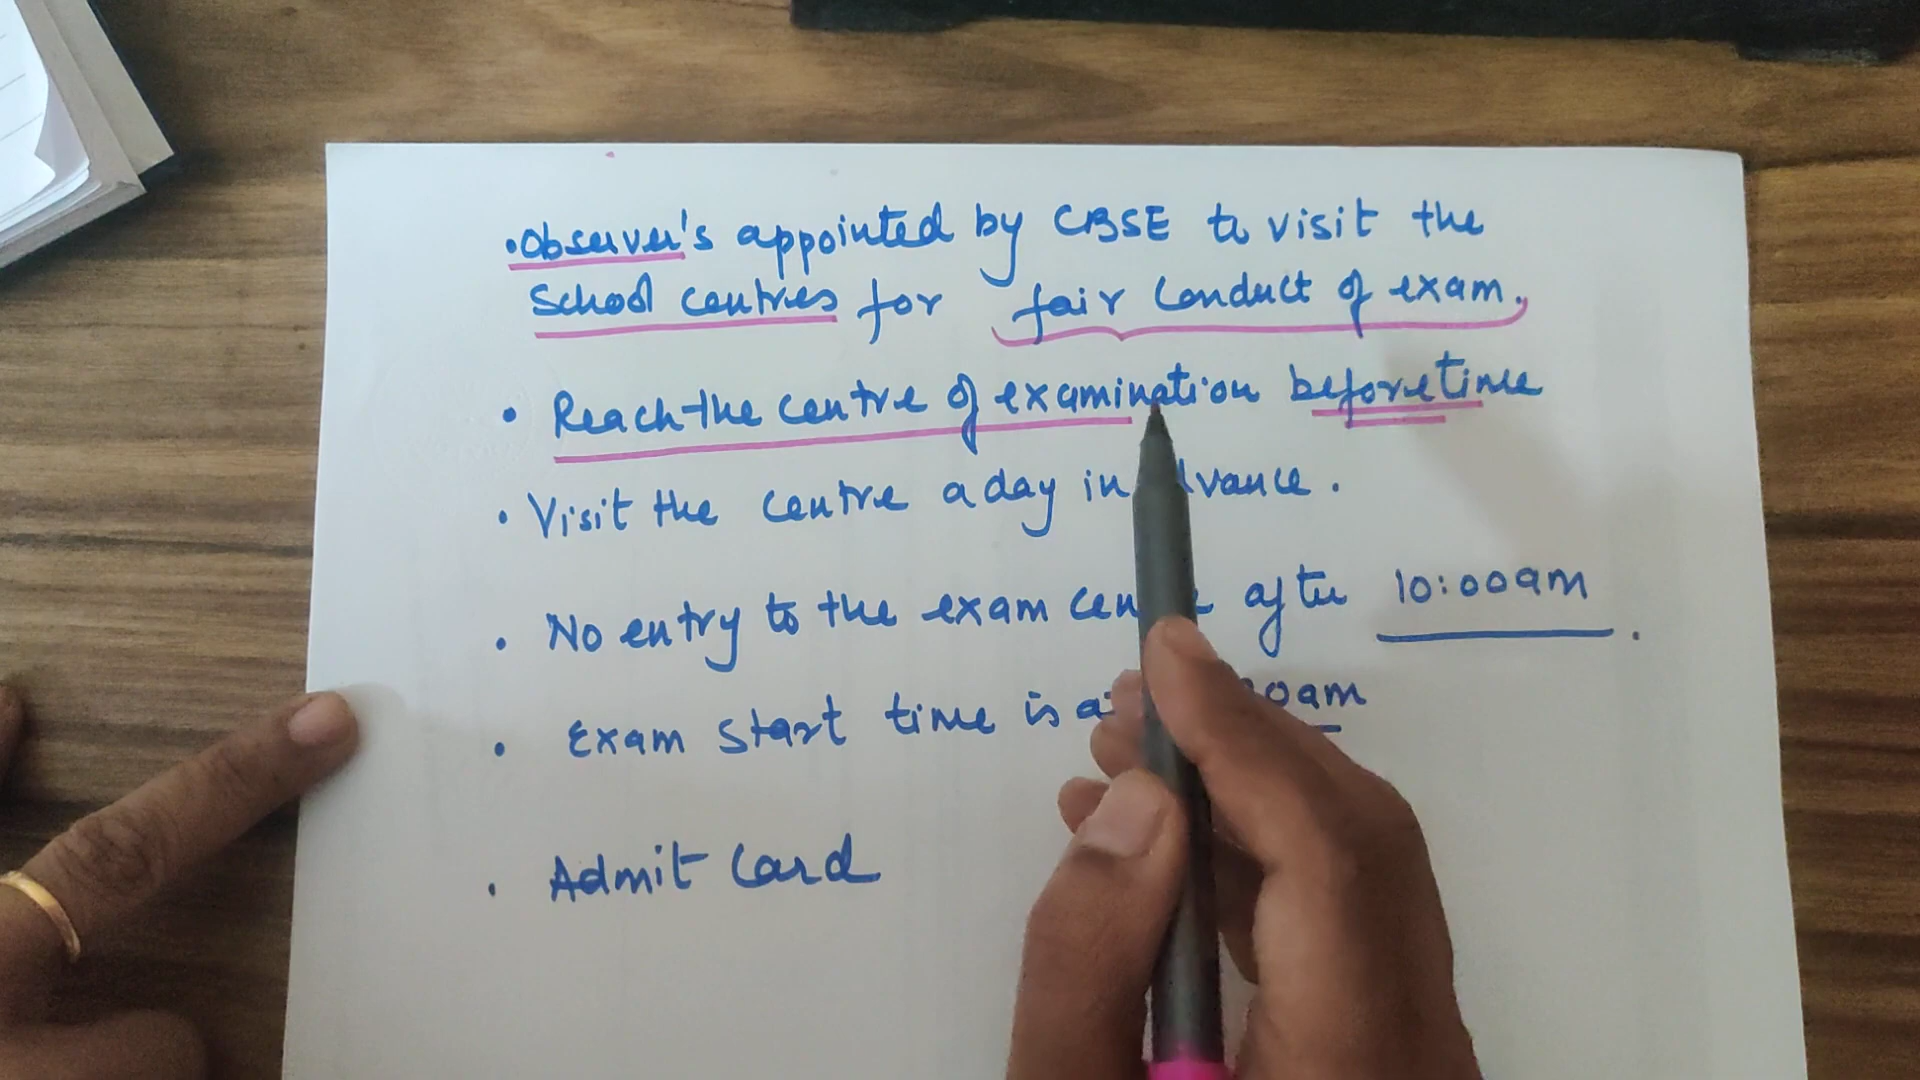 • Observer's appointed by CBSE to visit the
School centres for fair Conduct of exam.
• Reach the centre of examination before time
• Visit the centre a day in
• No entry to the exam after 10:00am.
• Exam start time is
• Admit Card